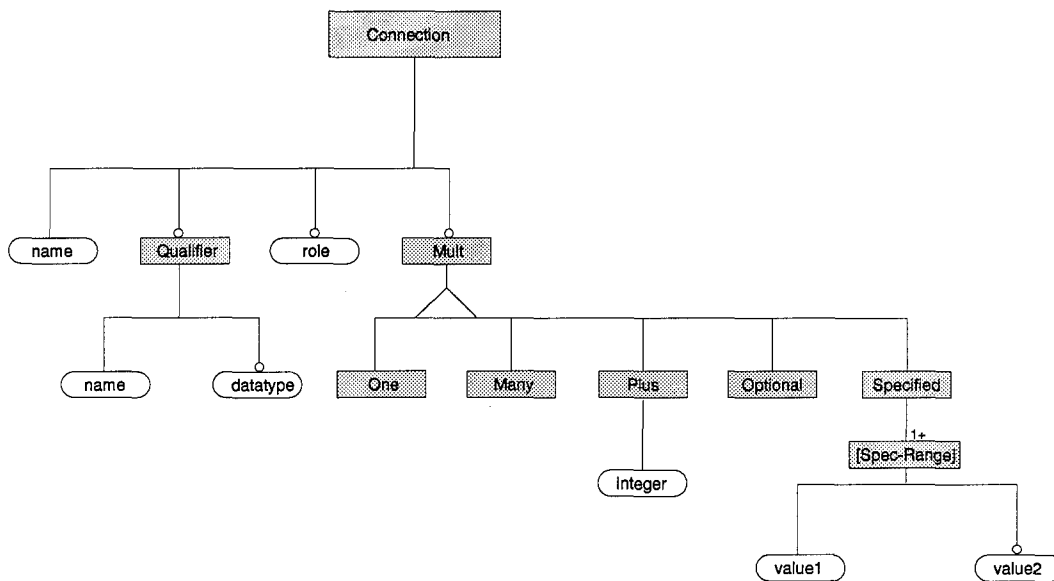 Connection
name
Qualifier
role
Mult
name
datatype
One
Many
Plus
Optional
Specified
1+
[Spec-Range]
integer
value1
value2